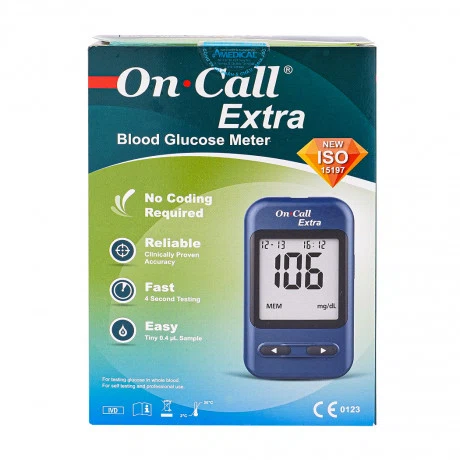 AMEDICAL
On·Call®
Extra
Blood Glucose Meter
NEW
ISO
15197
No Coding
Required
Reliable
Clinically Proven
Accuracy
Fast
4 Second Testing
Easy
Tiny 0.4 µL Sample
On Call
Extra
12-13 16:12
106
MEM mg/dL
For testing glucose in whole blood.
For self testing and professional use.
IVD
2°C
CE 0123